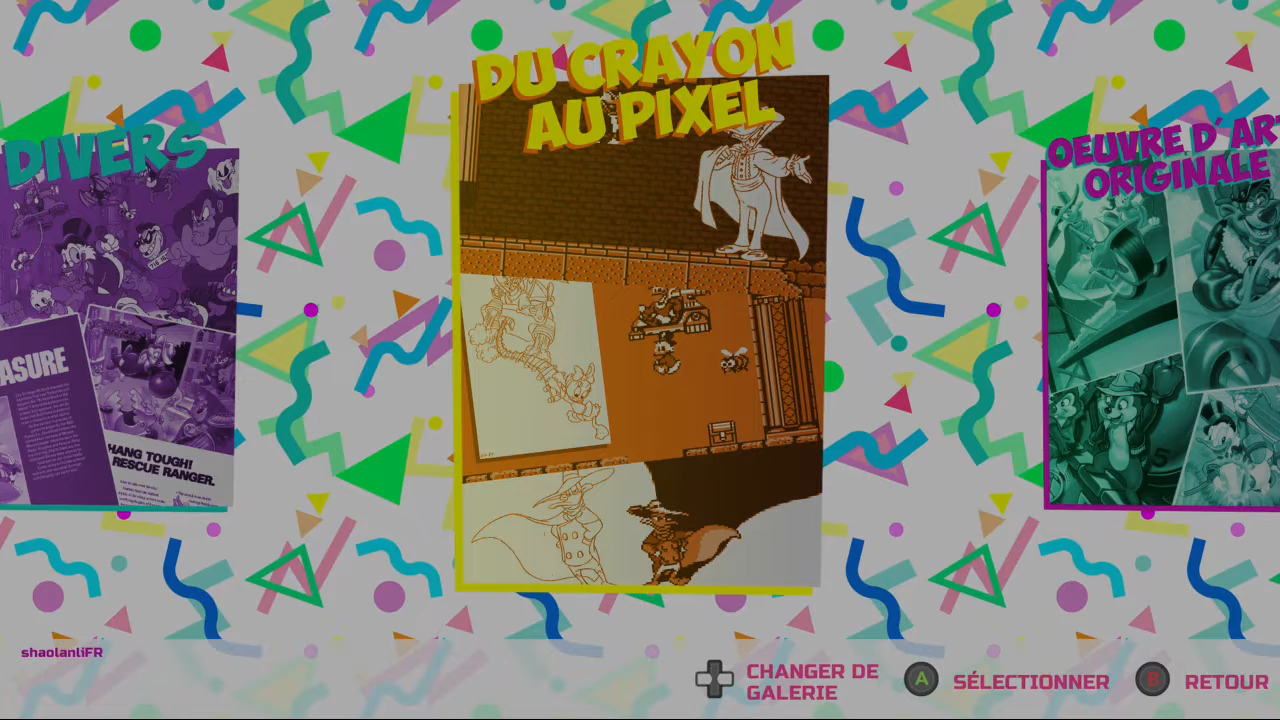 DU CRAYON
AU PIXEL
DIVERS
OEUVRE D'ART
ORIGINALE
ASURE
HANG TOUGH!
RESCUE RANGER.
shaolanliFR
CHANGER DE
GALERIE
A
SÉLECTIONNER
B
RETOUR